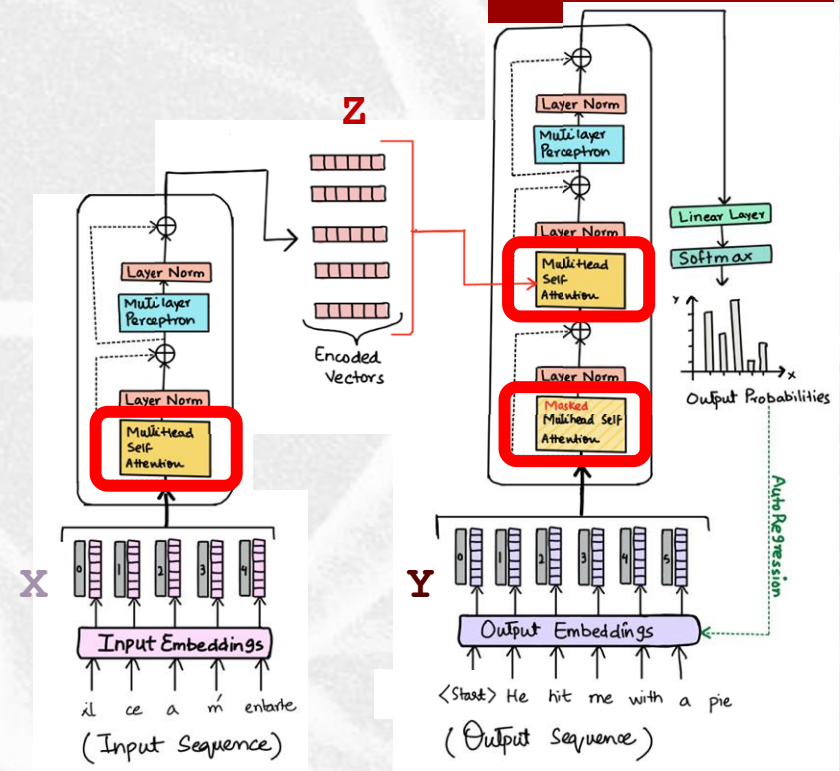 Z
Encoded
Vectors
Layer Norm
Multilayer
Perceptron
Layer Norm
MultiHead
Self
Attention
X
0 1 2 3 4
Input Embeddings
il ce a m' entarte
(Input Sequence)
Layer Norm
Multilayer
Perceptron
Layer Norm
MultiHead
Self
Attention
Layer Norm
Masked
Mulihead Self
Attention
Y
0 1 2 3 4 5
Output Embeddings
<Start> He hit me with a pie
(Output Sequence)
Linear Layer
Softmax
Y
X
Output Probabilities
AutoRegression